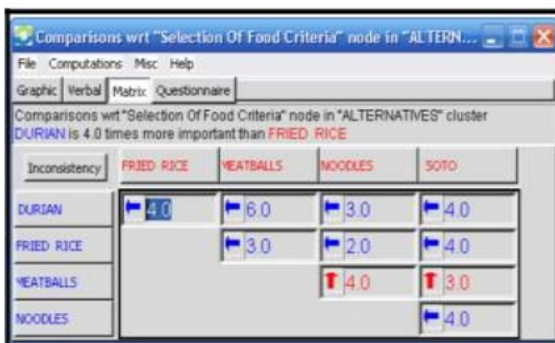 Comparisons wrt "Selection Of Food Criteria" node in "ALTERN...
File Computations Misc Help
Graphic Verbal Matrix Questionnaire
Comparisons wrt "Selection Of Food Criteria" node in "ALTERNATIVES" cluster
DURIAN is 4.0 times more important than FRIED RICE
Inconsistency FRIED RICE MEATBALLS NOODLES SOTO
DURIAN 4.0 6.0 3.0 4.0
FRIED RICE 3.0 2.0 4.0
MEATBALLS 4.0 3.0
NOODLES 4.0